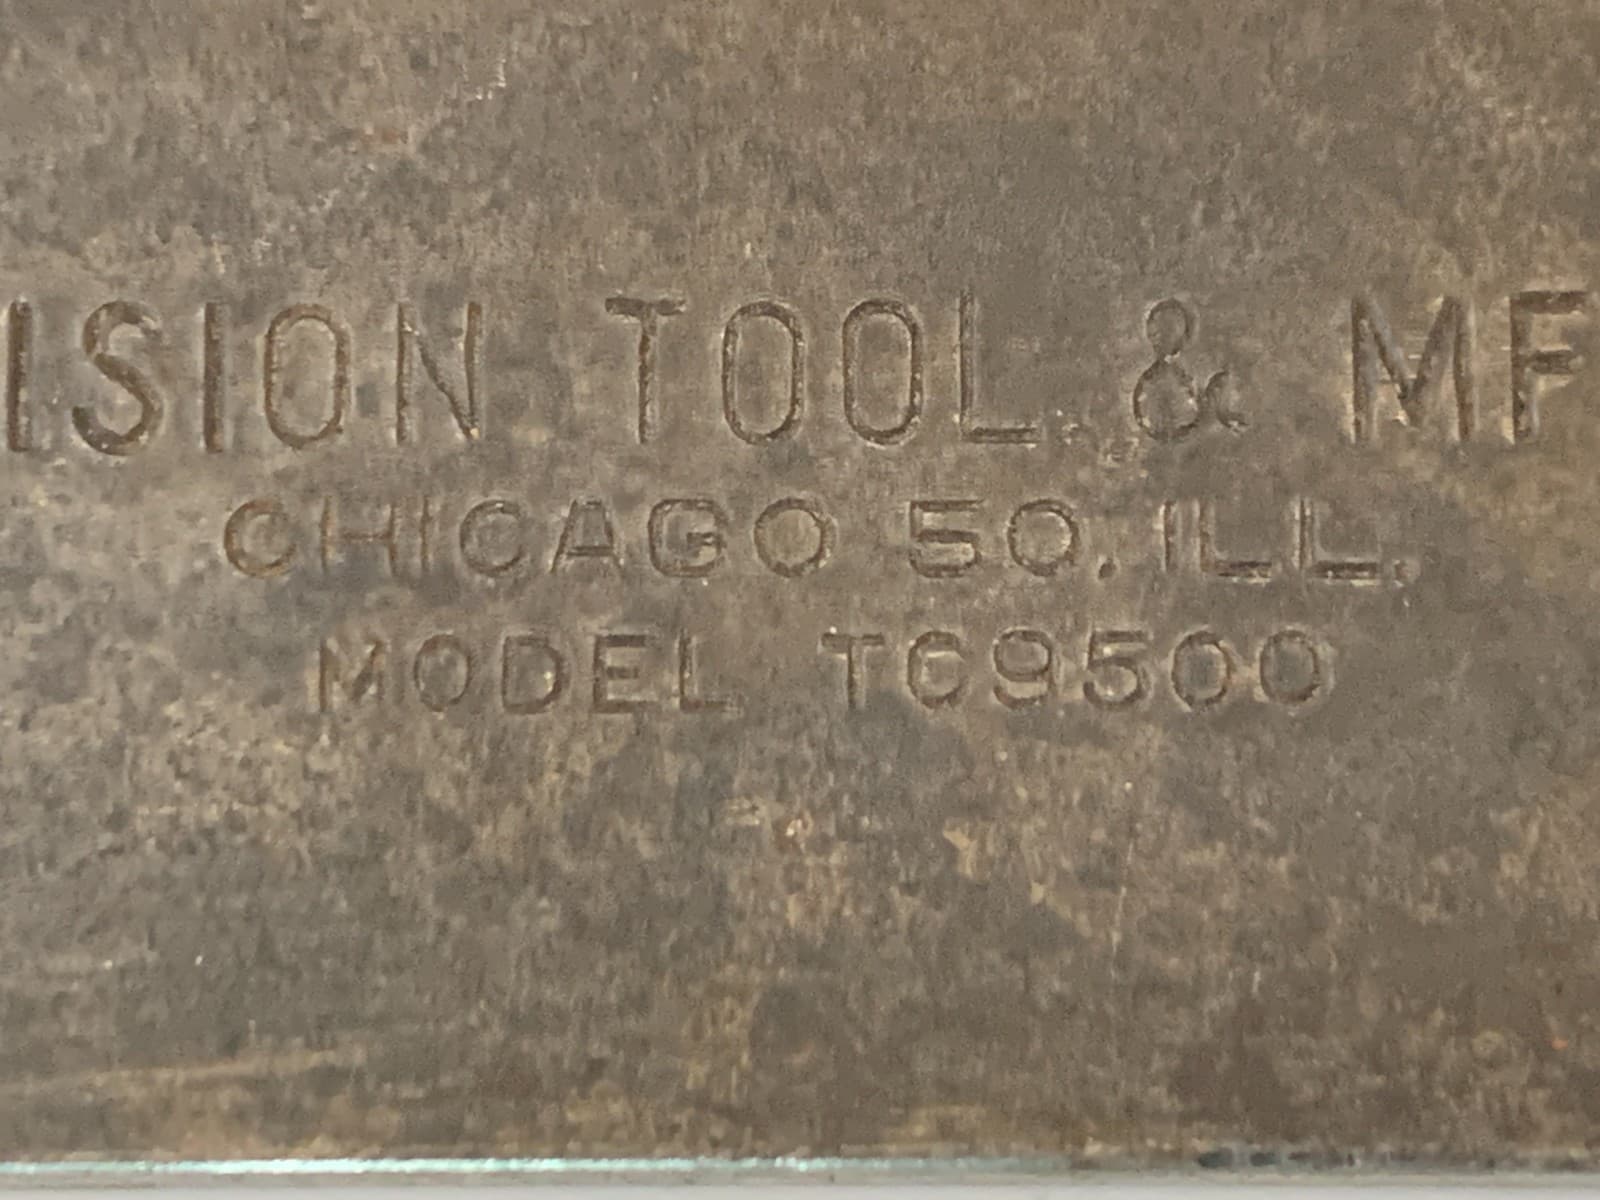 ISION TOOL & MF
CHICAGO 50, ILL.
MODEL TC9500